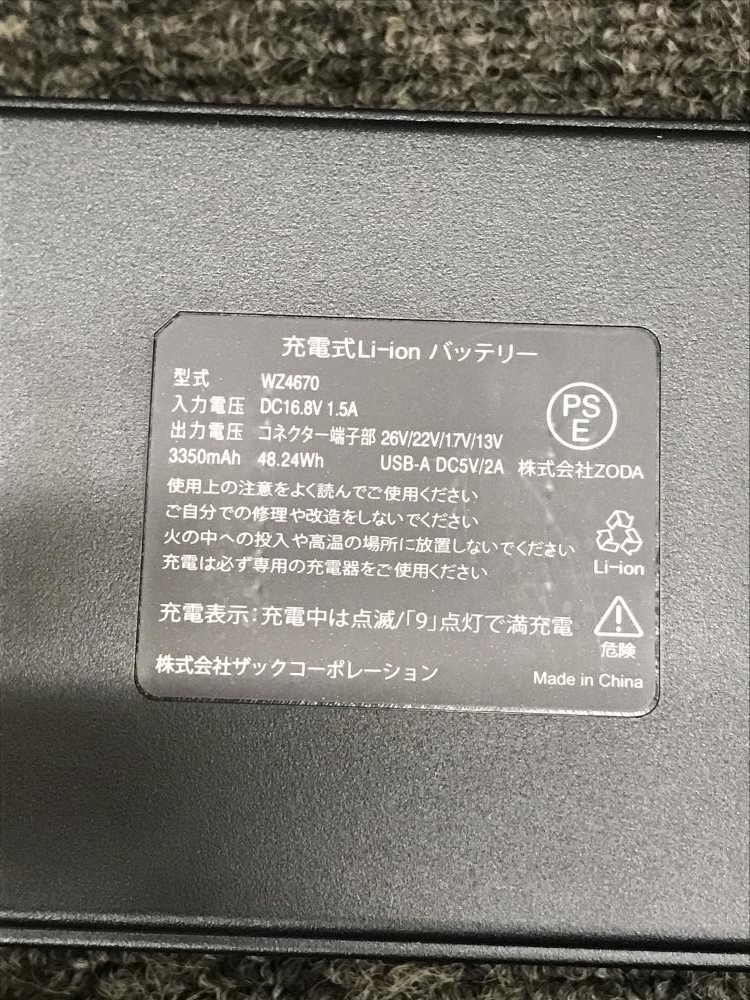 充電式Li-ion バッテリー
型式 WZ4670
入力電圧 DC16.8V 1.5A
出力電圧 コネクター端子部 26V/22V/17V/13V
3350mAh 48.24Wh USB-A DC5V/2A
PS
E
株式会社ZODA
使用上の注意をよく読んでご使用ください
ご自分での修理や改造をしないでください
火の中への投入や高温の場所に放置しないでください
充電は必ず専用の充電器をご使用ください
Li-ion
充電表示:充電中は点滅/「9」点灯で満充電
危険
株式会社ザックコーポレーション
Made in China